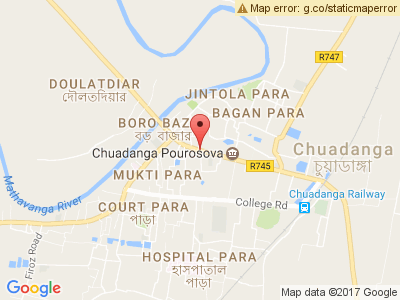 Map error: g.co/staticmaperror
R747
DOULATDIAR
দৌলতদিয়ার
JINTOLA PARA
BAGAN PARA
BORO BAZ
বড় বাজার
Chuadanga Pourosova
Chuadanga
চুয়াডাঙ্গা
MUKTI PARA
R745
Chuadanga Railway
Mathavanga River
COURT PARA
পাড়া
College Rd
Firoz Road
HOSPITAL PARA
হাসপাতাল
পাড়া
Google
Map data ©2017 Google